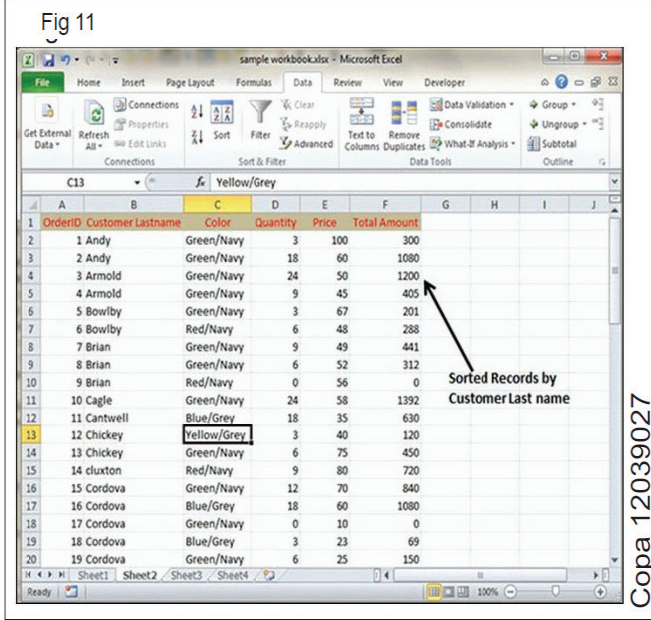 Fig 11
sample workbook.xlsx - Microsoft Excel
File Home Insert Page Layout Formulas Data Review View Developer
Get External Data
Refresh All
Connections
Properties
Edit Links
Connections
Sort
Filter
Clear
Reapply
Advanced
Sort & Filter
Text to Columns
Remove Duplicates
Data Validation
Consolidate
What-If Analysis
Data Tools
Group
Ungroup
Subtotal
Outline
C13 fx Yellow/Grey
A B C D E F G H I J
1 OrderID Customer Lastname Color Quantity Price Total Amount
2 1 Andy Green/Navy 3 100 300
3 2 Andy Green/Navy 18 60 1080
4 3 Armold Green/Navy 24 50 1200
5 4 Armold Green/Navy 9 45 405
6 5 Bowlby Green/Navy 3 67 201
7 6 Bowlby Red/Navy 6 48 288
8 7 Brian Green/Navy 9 49 441
9 8 Brian Green/Navy 6 52 312
10 9 Brian Red/Navy 0 56 0
11 10 Cagle Green/Navy 24 58 1392
12 11 Cantwell Blue/Grey 18 35 630
13 12 Chickey Yellow/Grey 3 40 120
14 13 Chickey Green/Navy 6 75 450
15 14 cluxton Red/Navy 9 80 720
16 15 Cordova Green/Navy 12 70 840
17 16 Cordova Blue/Grey 18 60 1080
18 17 Cordova Green/Navy 0 10 0
19 18 Cordova Blue/Grey 3 23 69
20 19 Cordova Green/Navy 6 25 150
Sorted Records by
Customer Last name
Sheet1 Sheet2 Sheet3 Sheet4
Ready 100%
Copa 12039027